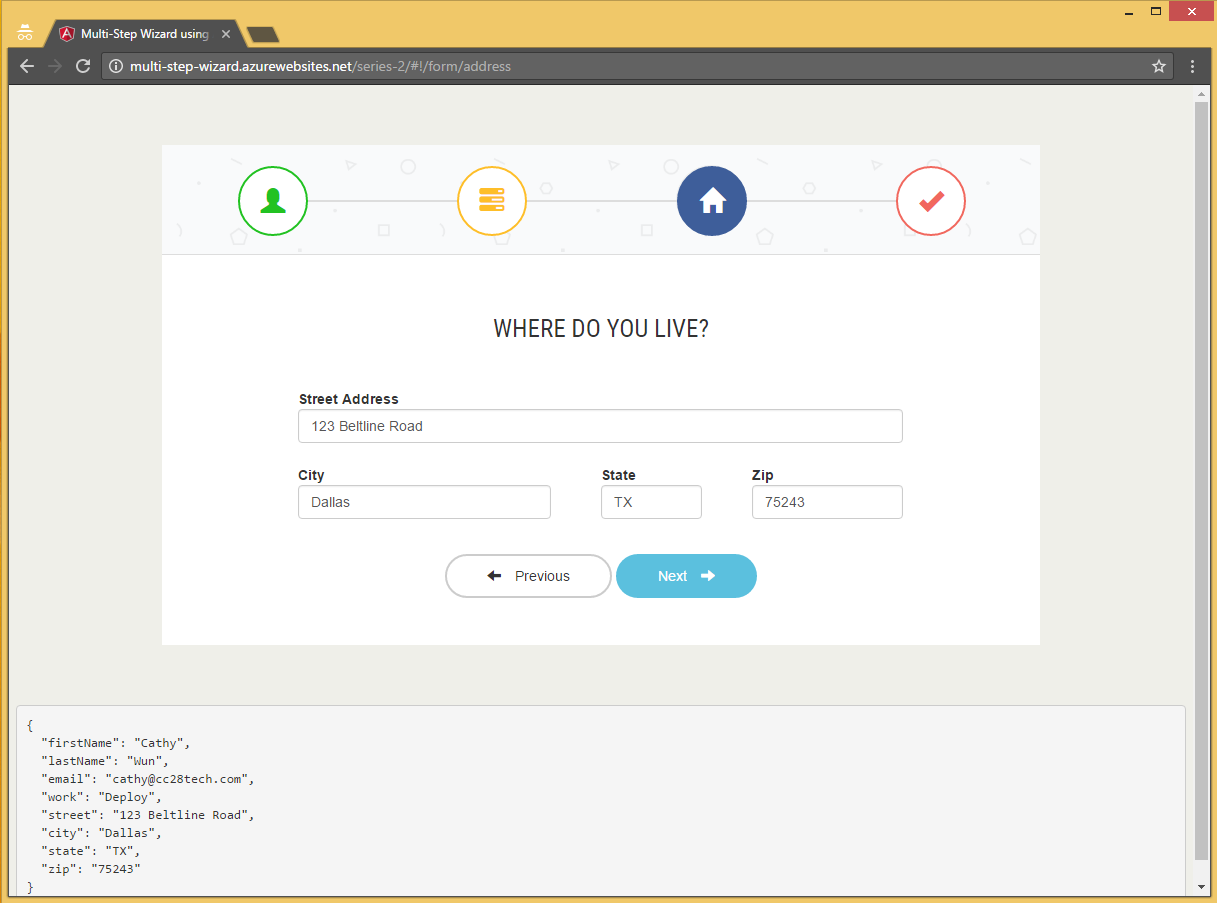 Multi-Step Wizard using
multi-step-wizard.azurewebsites.net/series-2/#!/form/address
WHERE DO YOU LIVE?
Street Address
123 Beltline Road
City State Zip
Dallas TX 75243
Previous Next
{
"firstName": "Cathy",
"lastName": "Wun",
"email": "cathy@cc28tech.com",
"work": "Deploy",
"street": "123 Beltline Road",
"city": "Dallas",
"state": "TX",
"zip": "75243"
}